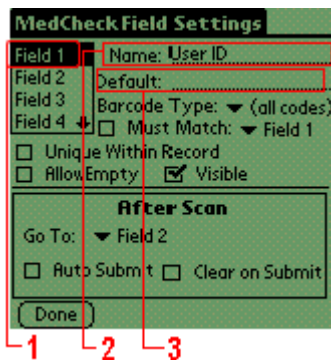 MedCheck Field Settings
Field 1
Name: User ID
Field 2
Default:
Field 3
Barcode Type: (all codes)
Field 4
Must Match: Field 1
Unique Within Record
AllowEmpty Visible
After Scan
Go To: Field 2
Auto Submit Clear on Submit
Done
1 2 3